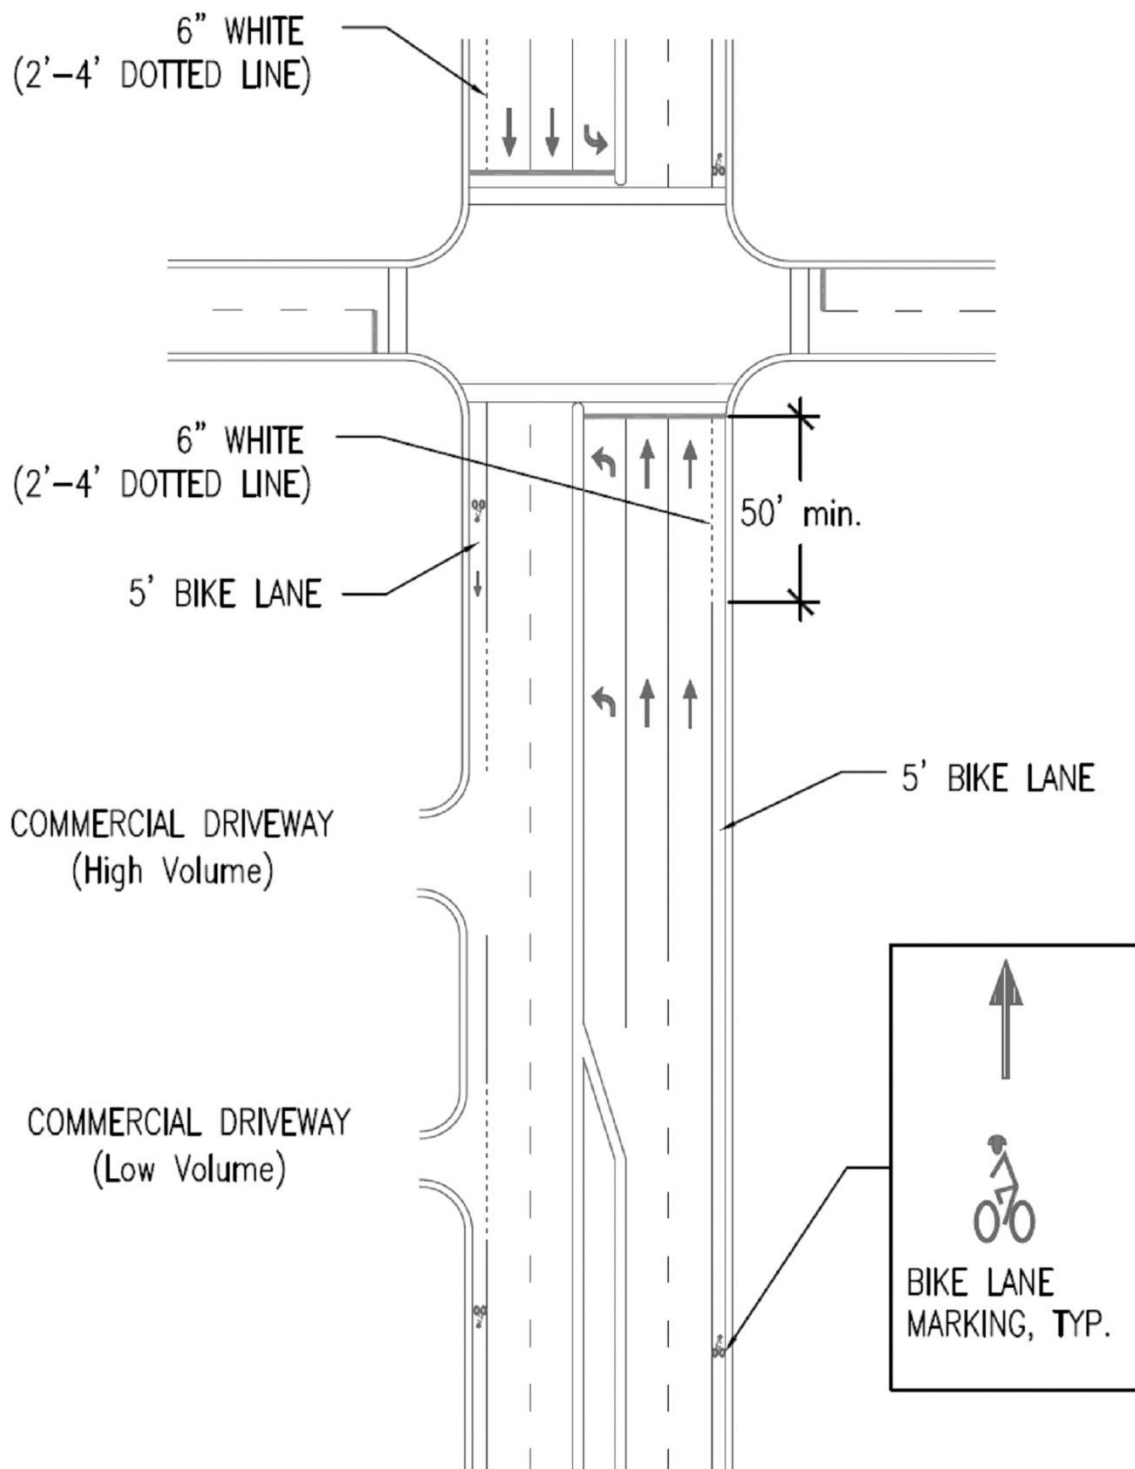 6” WHITE
(2’–4’ DOTTED LINE)
6” WHITE
(2’–4’ DOTTED LINE)
50’ min.
5’ BIKE LANE
5’ BIKE LANE
COMMERCIAL DRIVEWAY
(High Volume)
COMMERCIAL DRIVEWAY
(Low Volume)
BIKE LANE
MARKING, TYP.